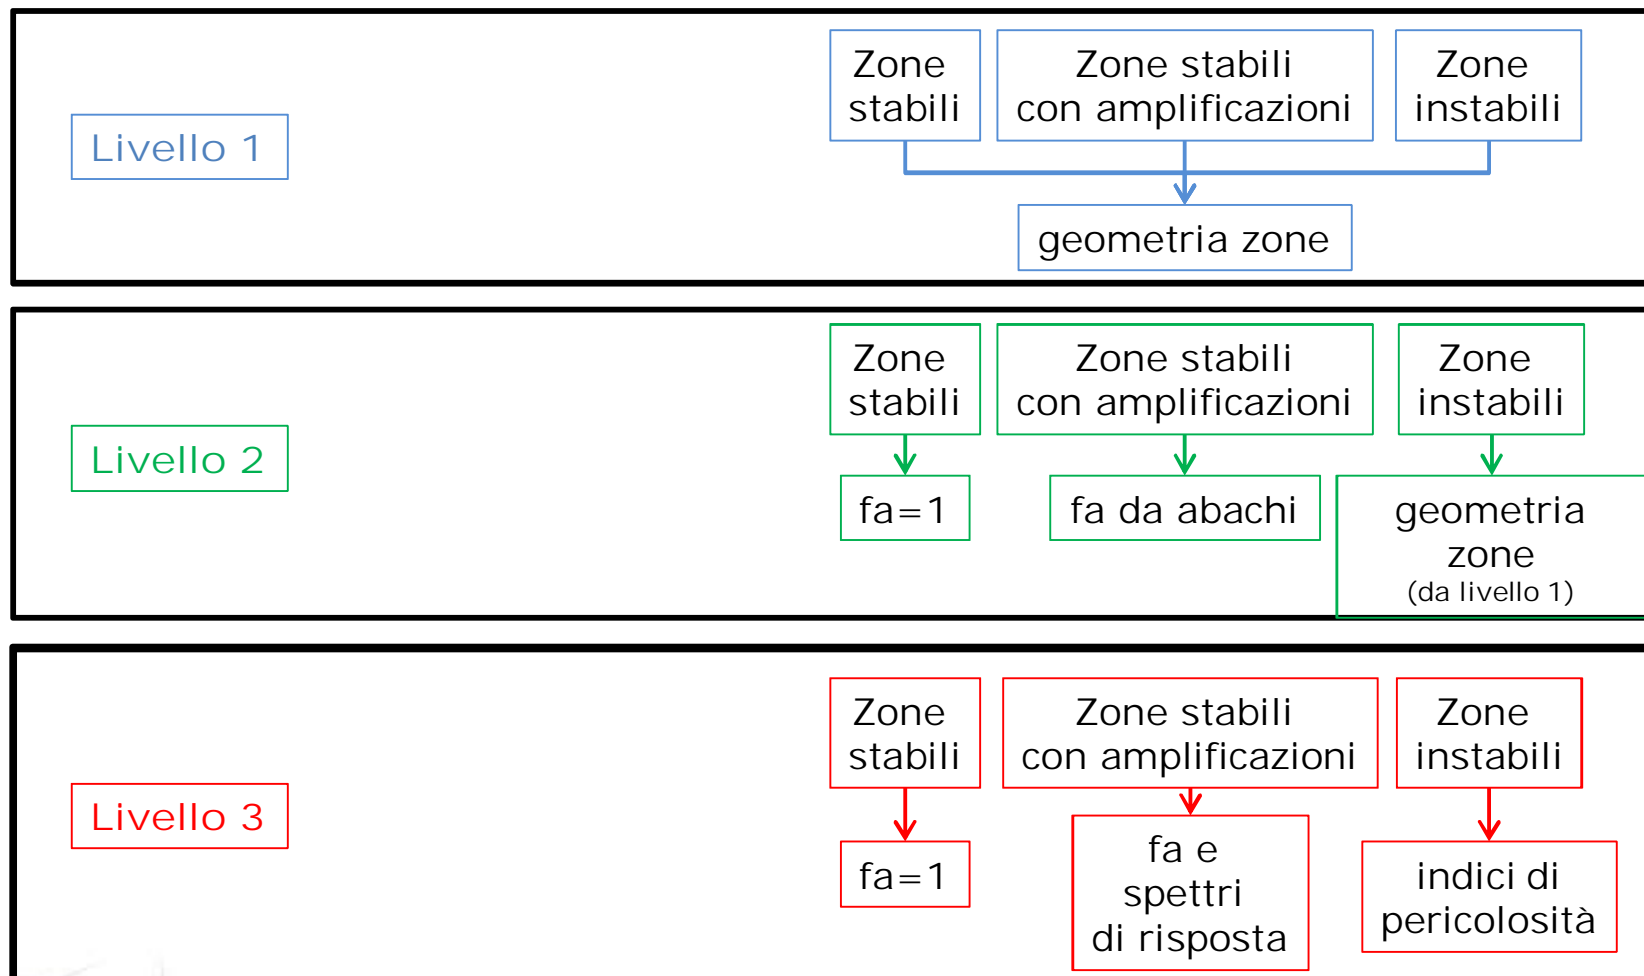 Livello 1
Zone
stabili
Zone stabili
con amplificazioni
Zone
instabili
geometria zone
Livello 2
Zone
stabili
Zone stabili
con amplificazioni
Zone
instabili
fa=1
fa da abachi
geometria
zone
(da livello 1)
Livello 3
Zone
stabili
Zone stabili
con amplificazioni
Zone
instabili
fa=1
fa e
spettri
di risposta
indici di
pericolosità